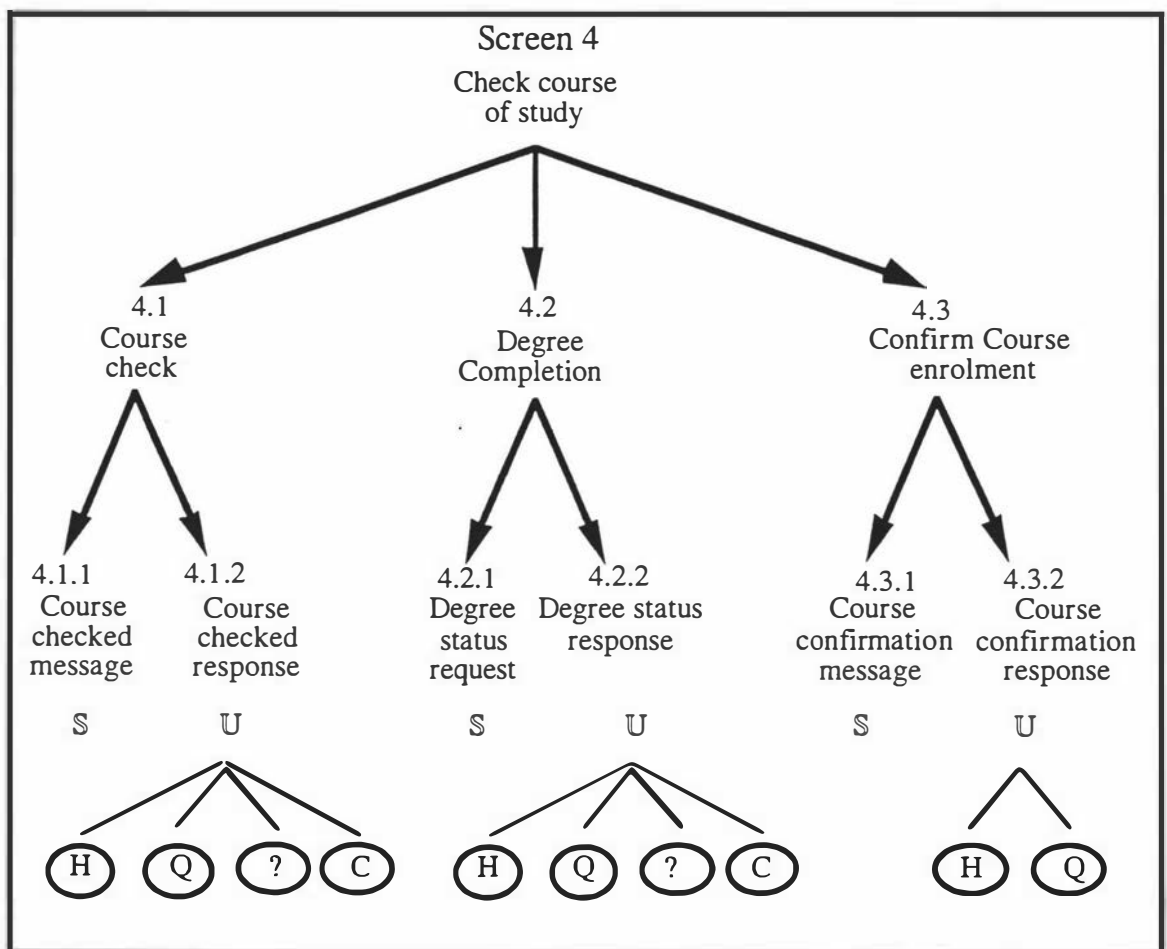 Screen 4
Check course
of study
4.1
Course
check
4.2
Degree
Completion
4.3
Confirm Course
enrolment
4.1.1
Course
checked
message
4.1.2
Course
checked
response
4.2.1
Degree
status
request
4.2.2
Degree status
response
4.3.1
Course
confirmation
message
4.3.2
Course
confirmation
response
𝕊
𝕌
𝕊
𝕌
𝕊
𝕌
H
Q
?
C
H
Q
?
C
H
Q